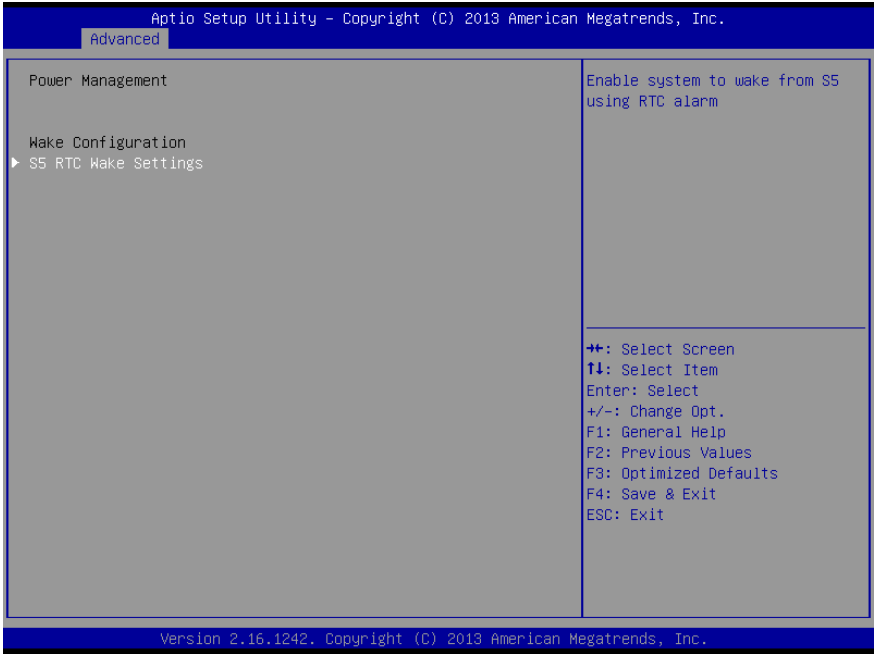 Aptio Setup Utility – Copyright (C) 2013 American Megatrends, Inc.
Advanced
Power Management
Wake Configuration
▶ S5 RTC Wake Settings
Enable system to wake from S5
using RTC alarm
→←: Select Screen
↑↓: Select Item
Enter: Select
+/-: Change Opt.
F1: General Help
F2: Previous Values
F3: Optimized Defaults
F4: Save & Exit
ESC: Exit
Version 2.16.1242. Copyright (C) 2013 American Megatrends, Inc.